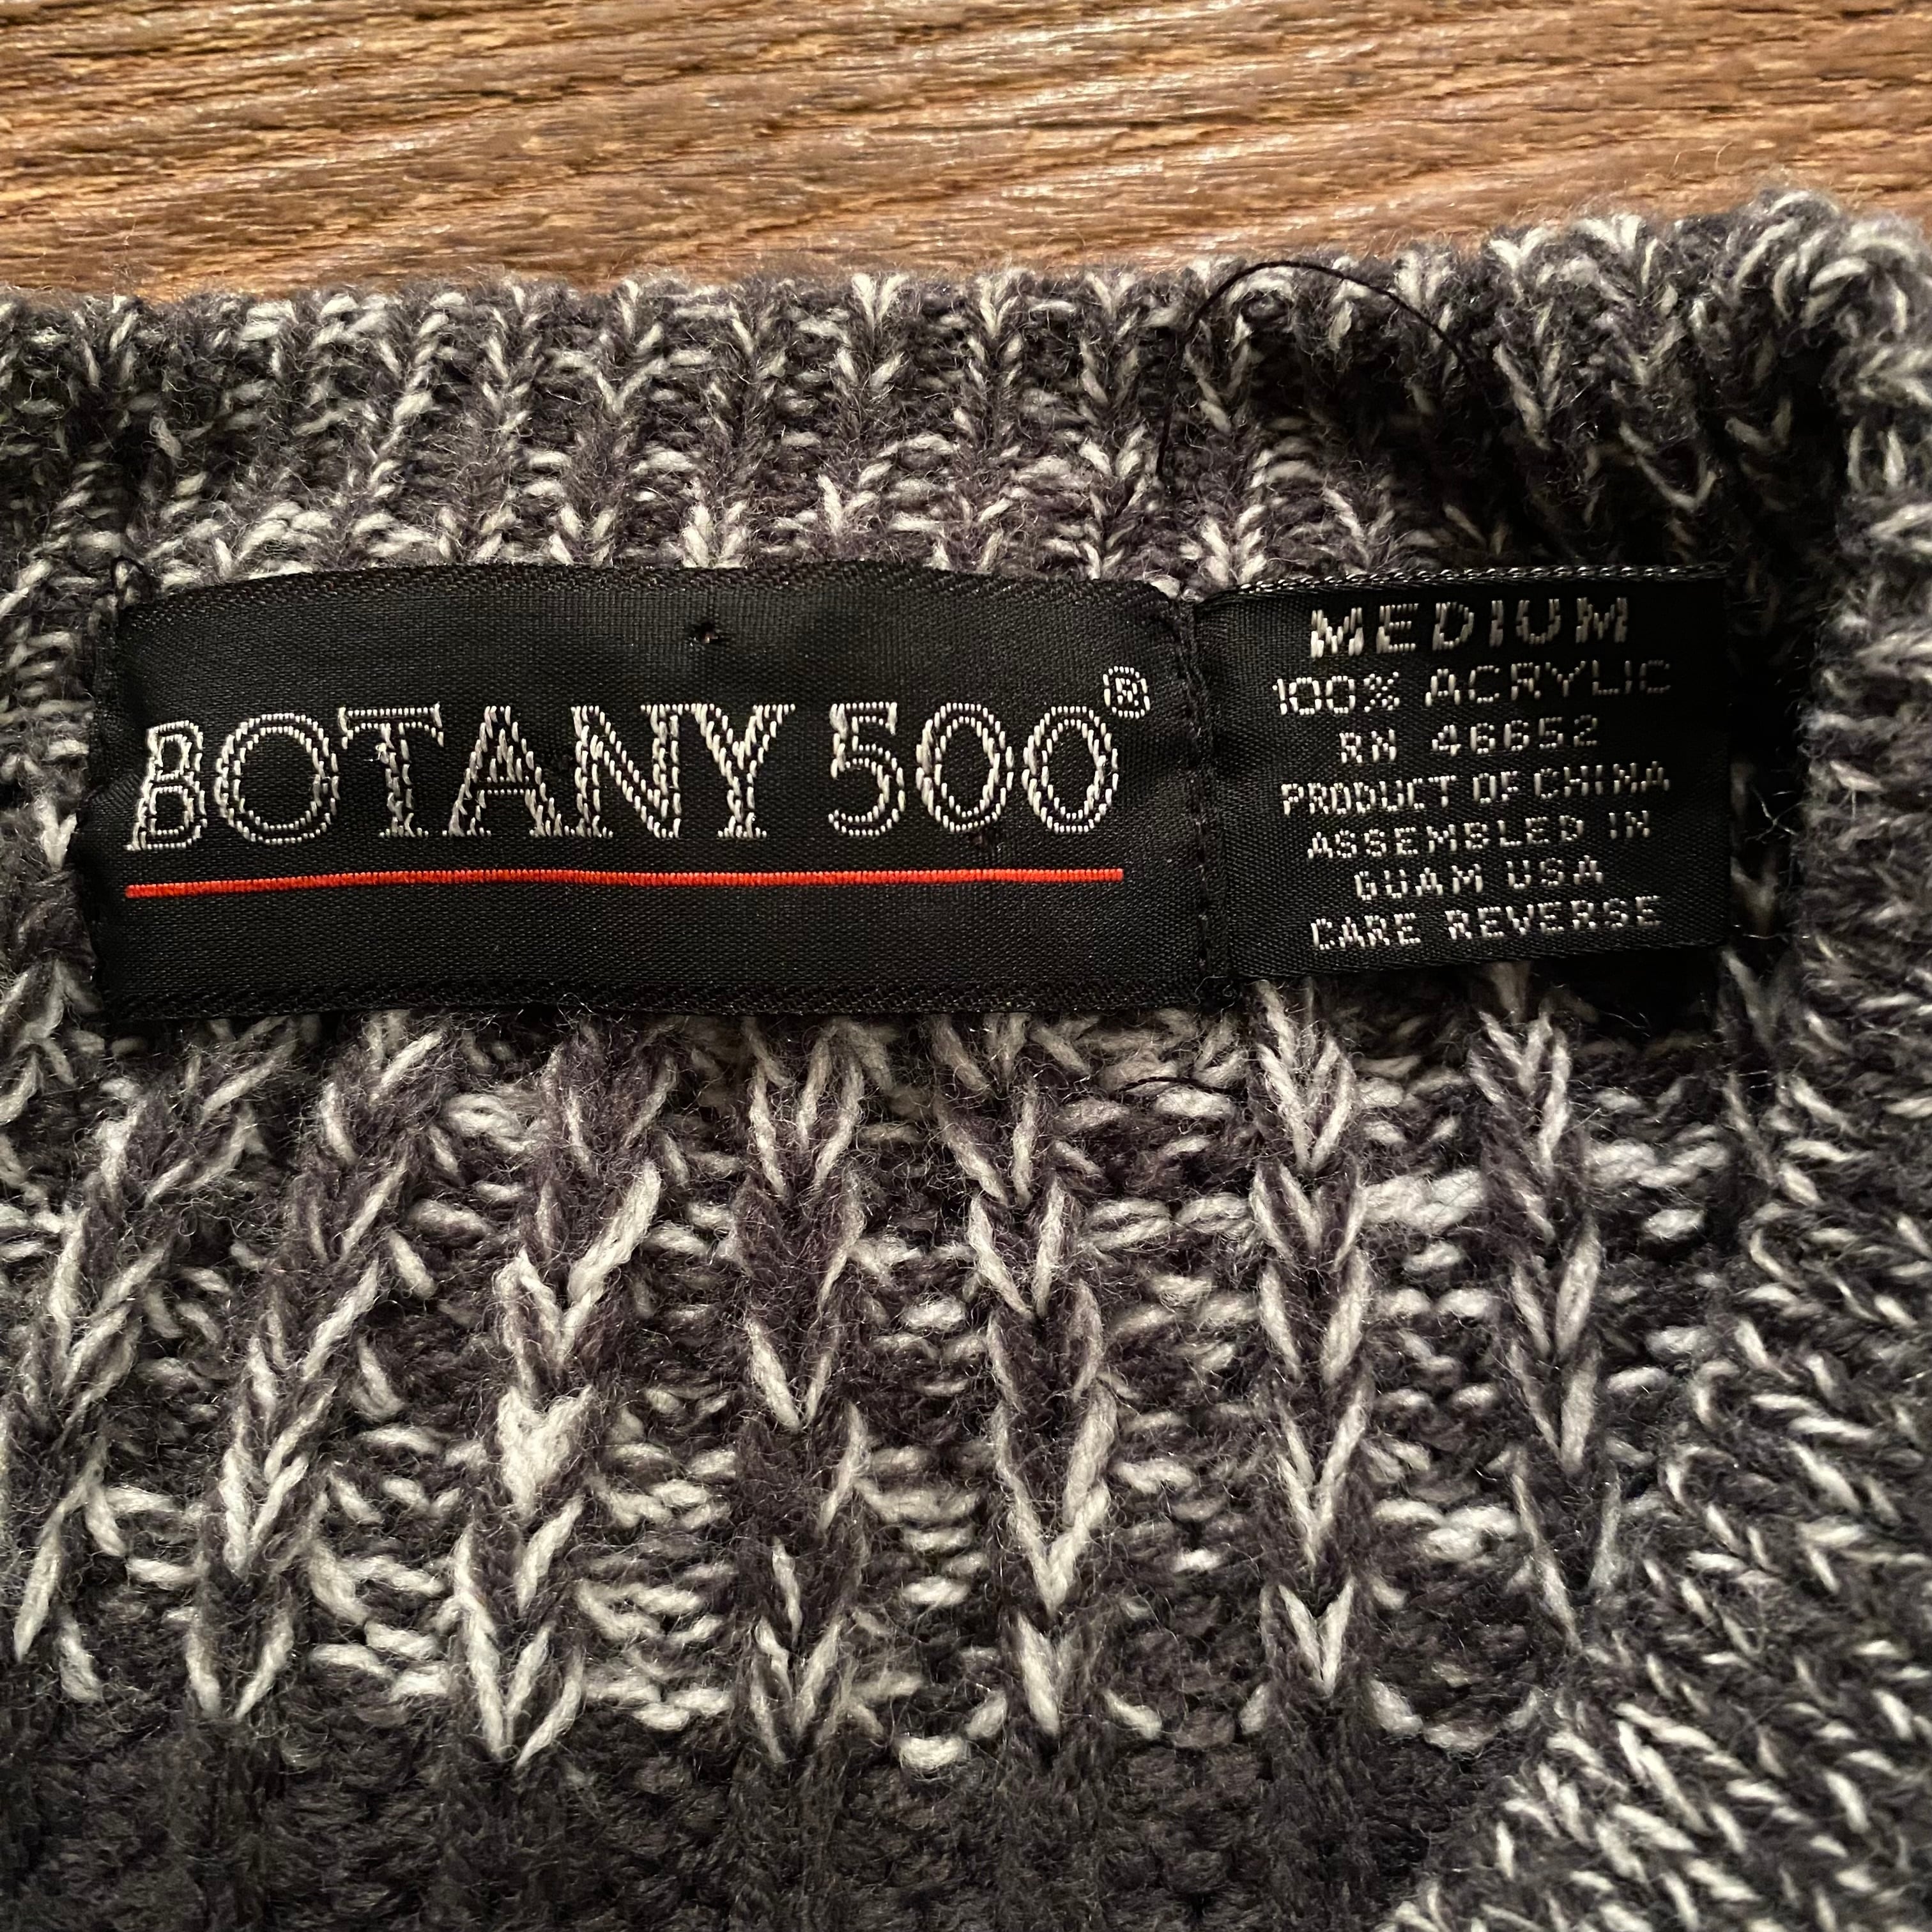 BOTANY 500®
MEDIUM
100% ACRYLIC
RN 46652
PRODUCT OF CHINA
ASSEMBLED IN
GUAM USA
CARE REVERSE